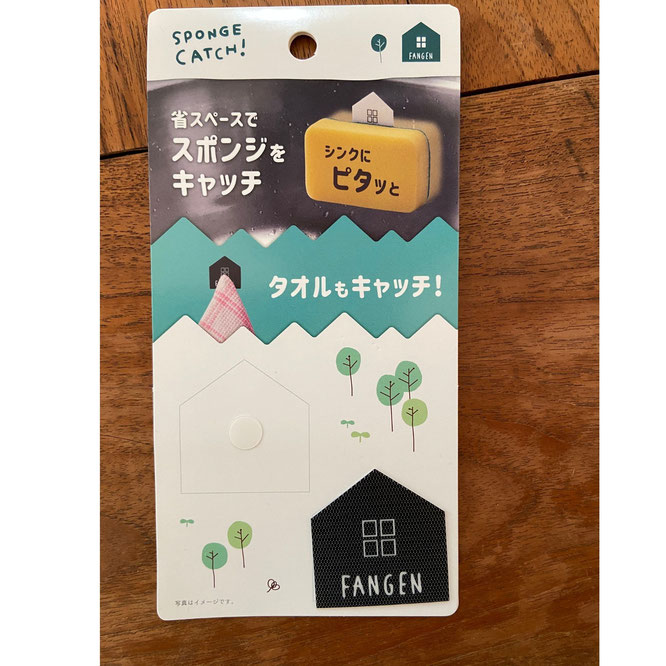 SPONGE
CATCH!
FANGEN
省スペースで
スポンジを
キャッチ
シンクに
ピタッと
タオルもキャッチ!
FANGEN
写真はイメージです。